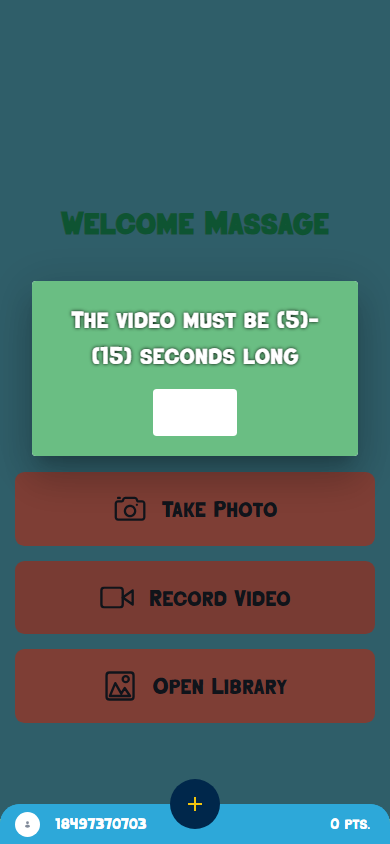 Welcome Massage
The video must be (5)-
(15) seconds long
Take Photo
Record Video
Open Library
18497370703
0 pts.